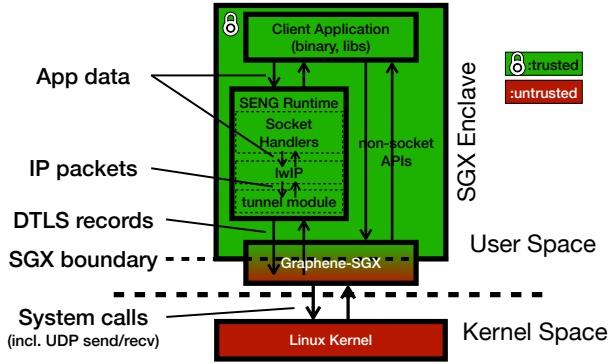 Client Application
(binary, libs)
:trusted
:untrusted
App data
SENG Runtime
Socket
Handlers
non-socket
APIs
SGX Enclave
IP packets
lwIP
tunnel module
DTLS records
User Space
SGX boundary
Graphene-SGX
System calls
(incl. UDP send/recv)
Linux Kernel
Kernel Space